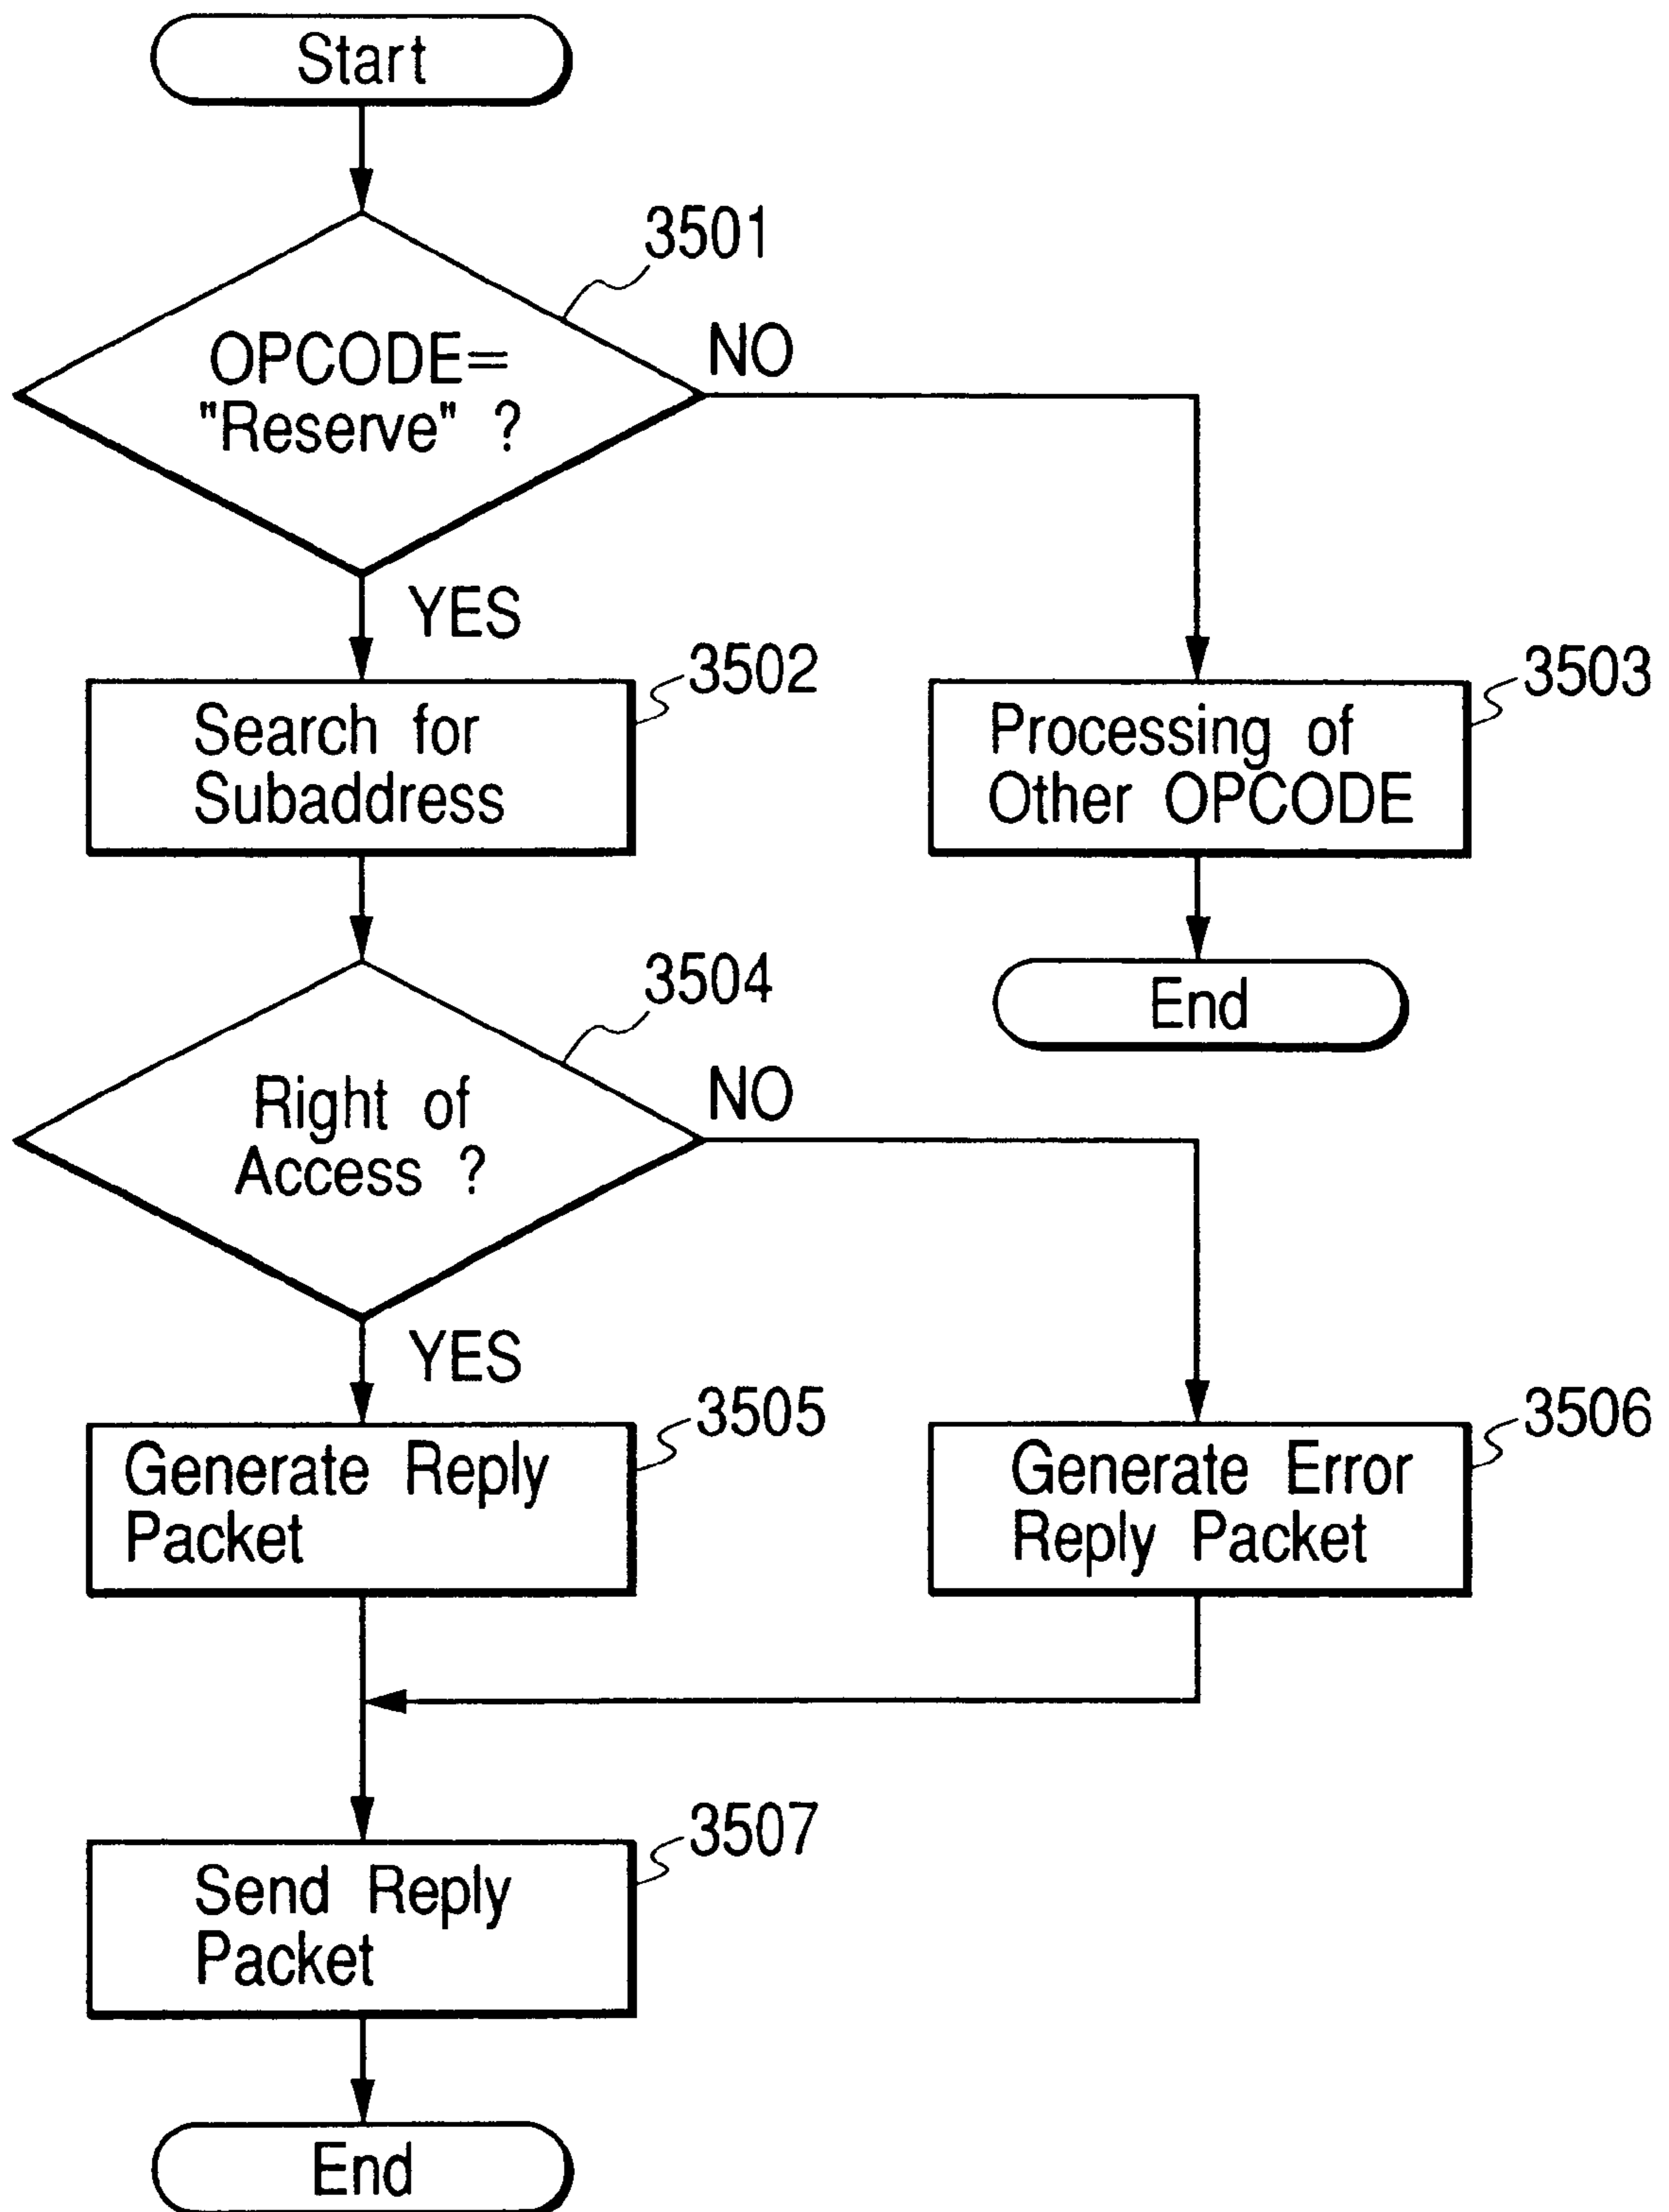 Start
3501
OPCODE=
"Reserve" ?
NO
YES
3502
Search for
Subaddress
3503
Processing of
Other OPCODE
End
3504
Right of
Access ?
NO
YES
3505
Generate Reply
Packet
3506
Generate Error
Reply Packet
3507
Send Reply
Packet
End